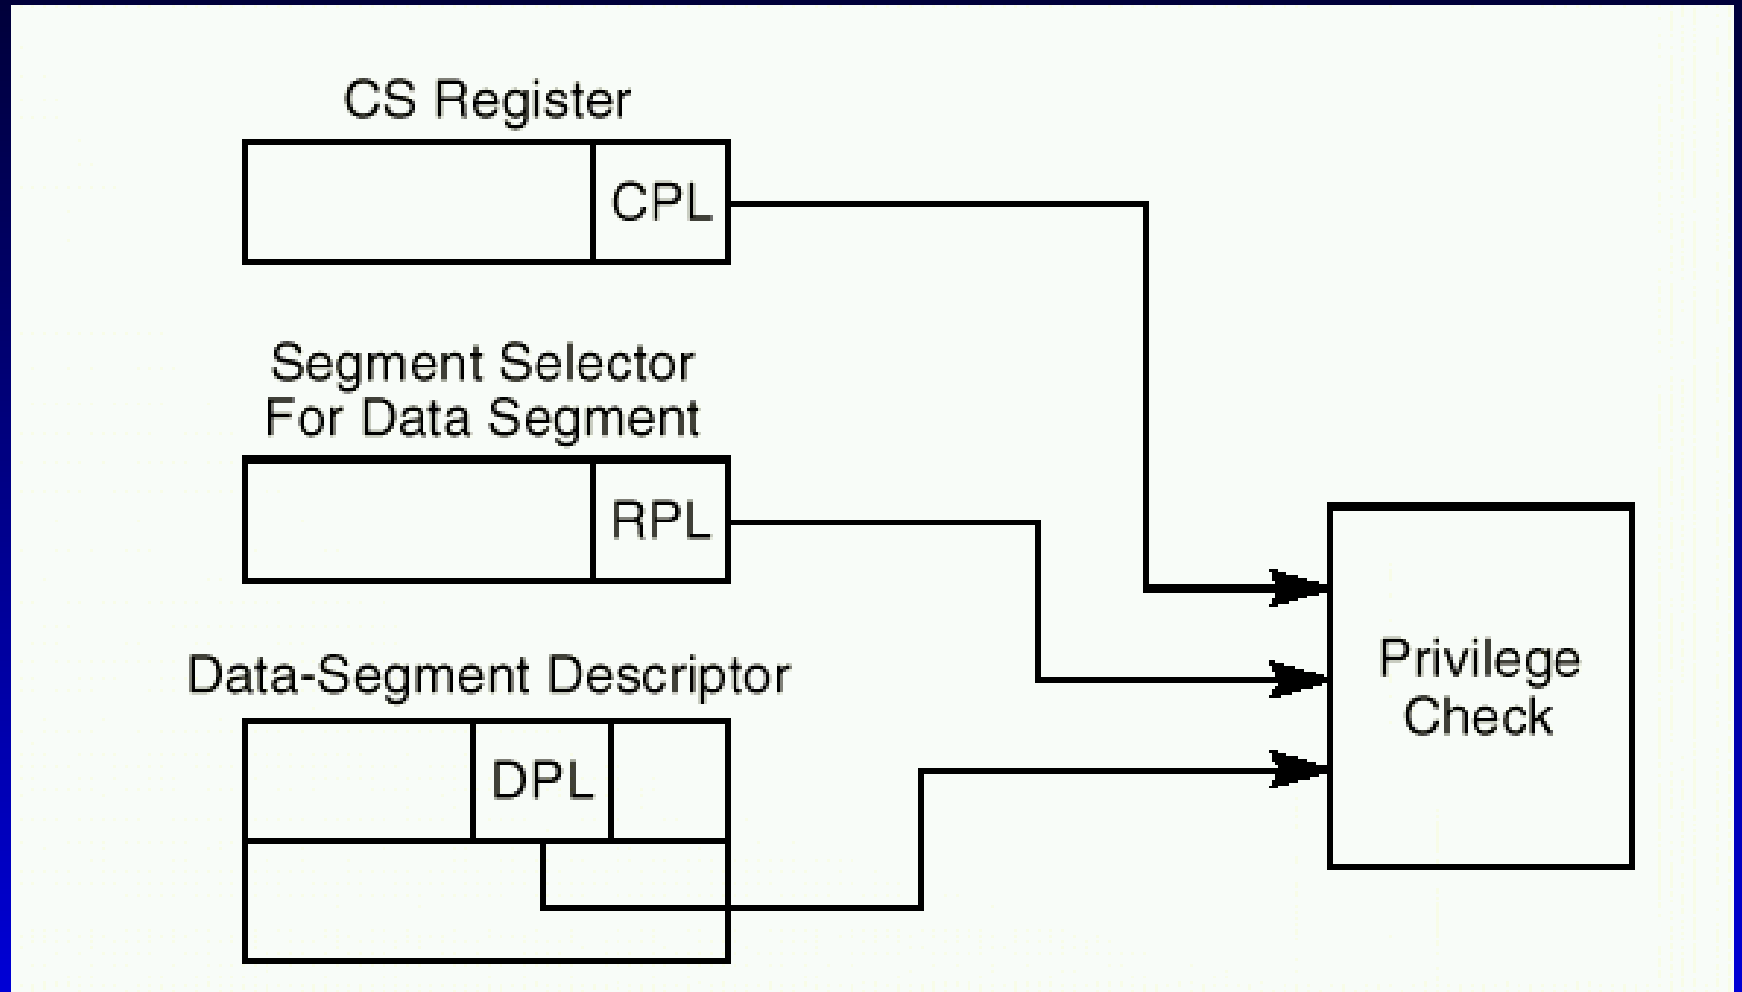 CS Register
CPL
Segment Selector
For Data Segment
RPL
Data-Segment Descriptor
DPL
Privilege
Check